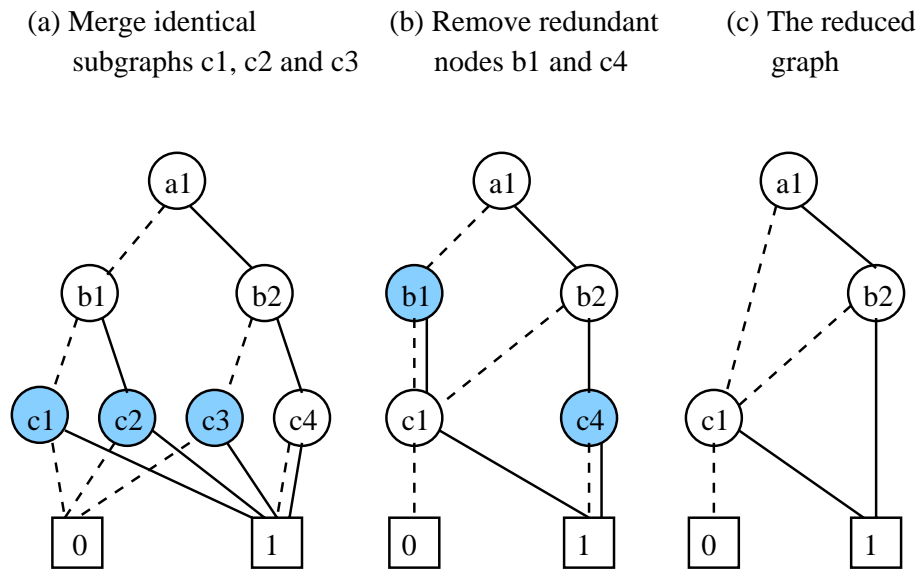 (a) Merge identical
subgraphs c1, c2 and c3
(b) Remove redundant
nodes b1 and c4
(c) The reduced
graph
a1
b1
b2
c1
c2
c3
c4
0
1
a1
b1
b2
c1
c4
0
1
a1
b2
c1
0
1